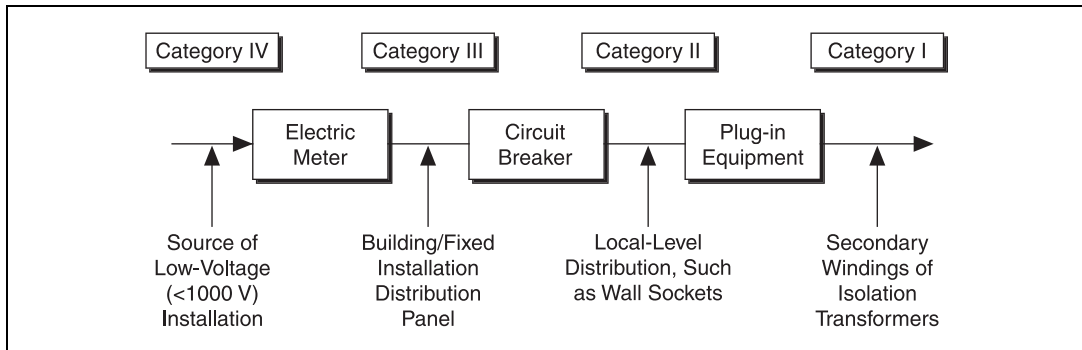 Category IV
Category III
Category II
Category I
Electric
Meter
Circuit
Breaker
Plug-in
Equipment
Source of
Low-Voltage
(<1000 V)
Installation
Building/Fixed
Installation
Distribution
Panel
Local-Level
Distribution, Such
as Wall Sockets
Secondary
Windings of
Isolation
Transformers